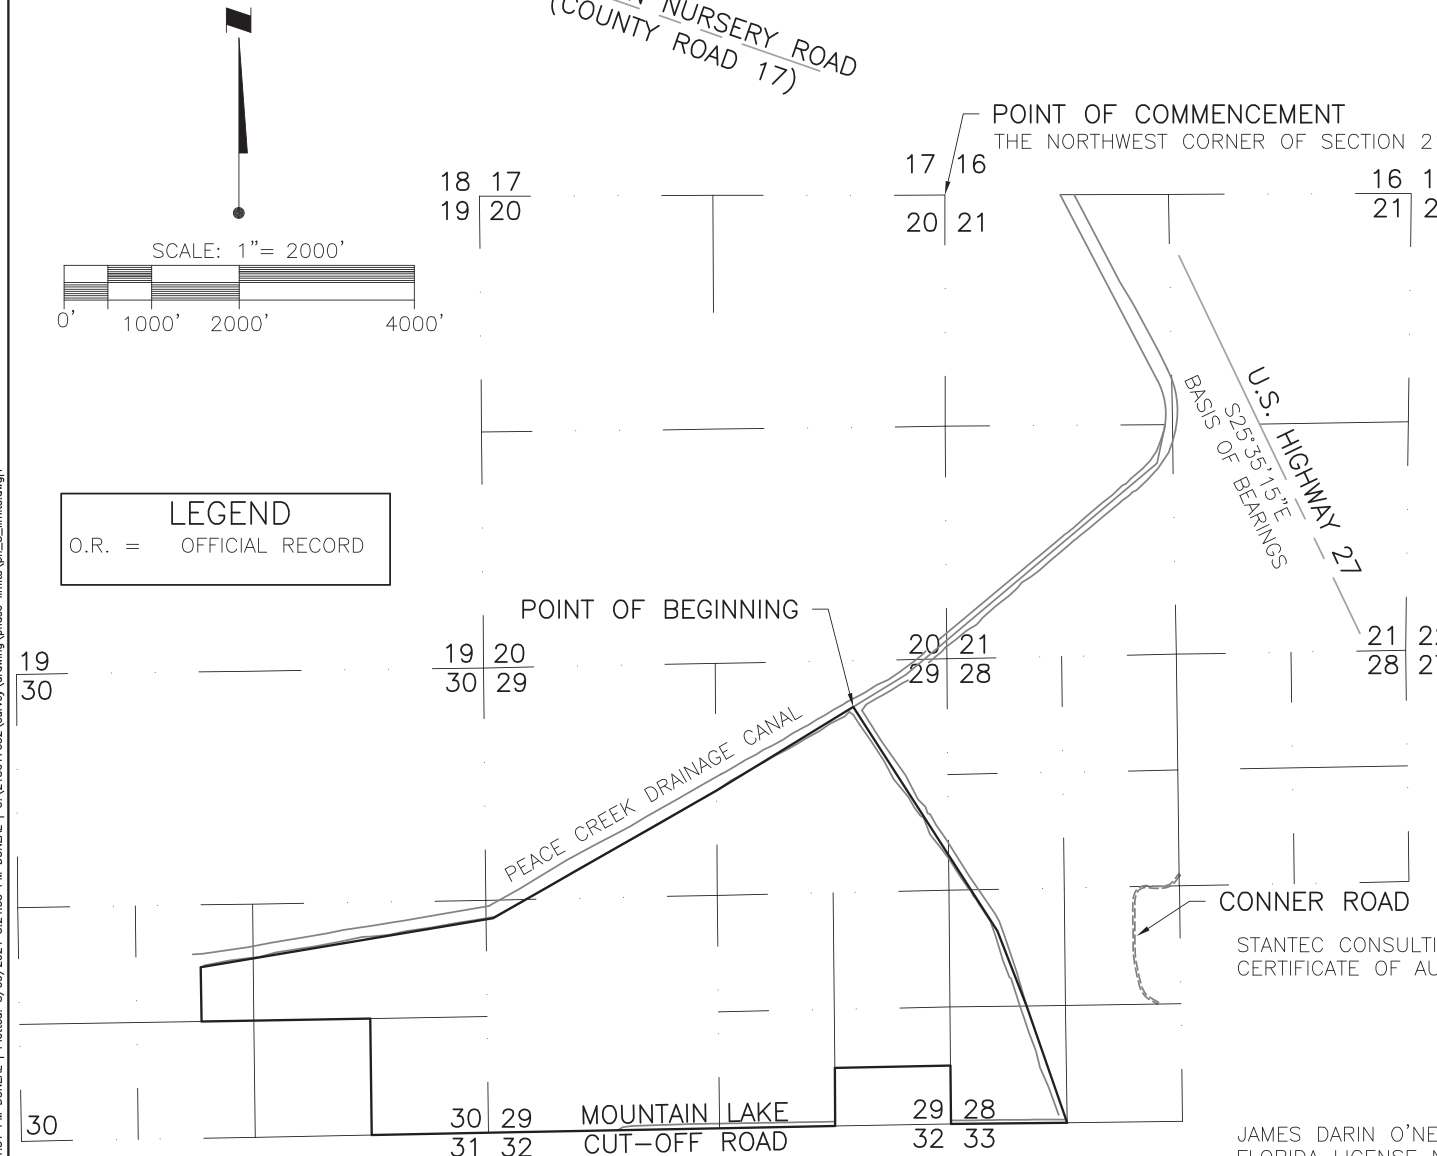 NURSERY ROAD
(COUNTY ROAD 17)
POINT OF COMMENCEMENT
THE NORTHWEST CORNER OF SECTION 2
17 16
20 21
18 17
19 20
16 1
21 2
SCALE: 1"= 2000'
0' 1000' 2000' 4000'
U.S. HIGHWAY 27
S25°35'15"E
BASIS OF BEARINGS
LEGEND
O.R. = OFFICIAL RECORD
POINT OF BEGINNING
19
30
19 20
30 29
20 21
29 28
21 2
28 27
PEACE CREEK DRAINAGE CANAL
CONNER ROAD
STANTEC CONSULTI
CERTIFICATE OF AU
30
30 29
31 32
MOUNTAIN LAKE
CUT-OFF ROAD
29 28
32 33
JAMES DARIN O'NE
FLORIDA LICENSE N